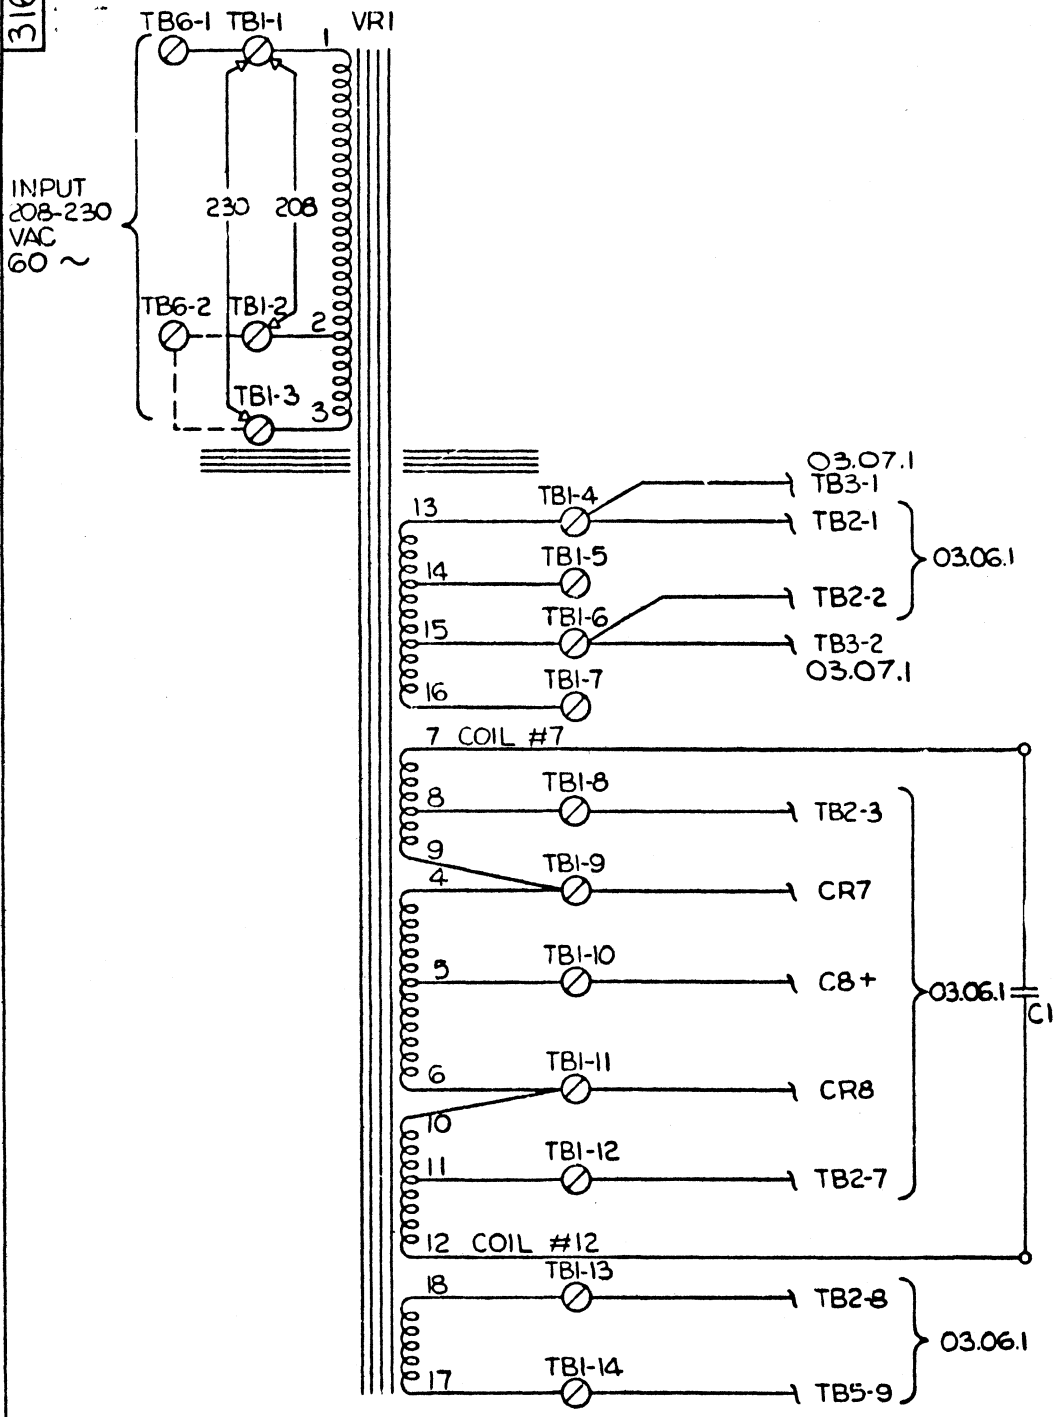 316
TB6-1 TB1-1 1 VR1
INPUT
208-230
VAC
60 ~
230 208
TB6-2 TB1-2 2
TB1-3 3
03.07.1
13 TB1-4 TB3-1
TB2-1
14 TB1-5 03.06.1
15 TB1-6 TB2-2
TB3-2
03.07.1
16 TB1-7
7 COIL #7
8 TB1-8 TB2-3
9
4 TB1-9 CR7
5 TB1-10 C8+
03.06.1 C1
6 TB1-11 CR8
10
11 TB1-12 TB2-7
12 COIL #12
18 TB1-13 TB2-8
03.06.1
17 TB1-14 TB5-9